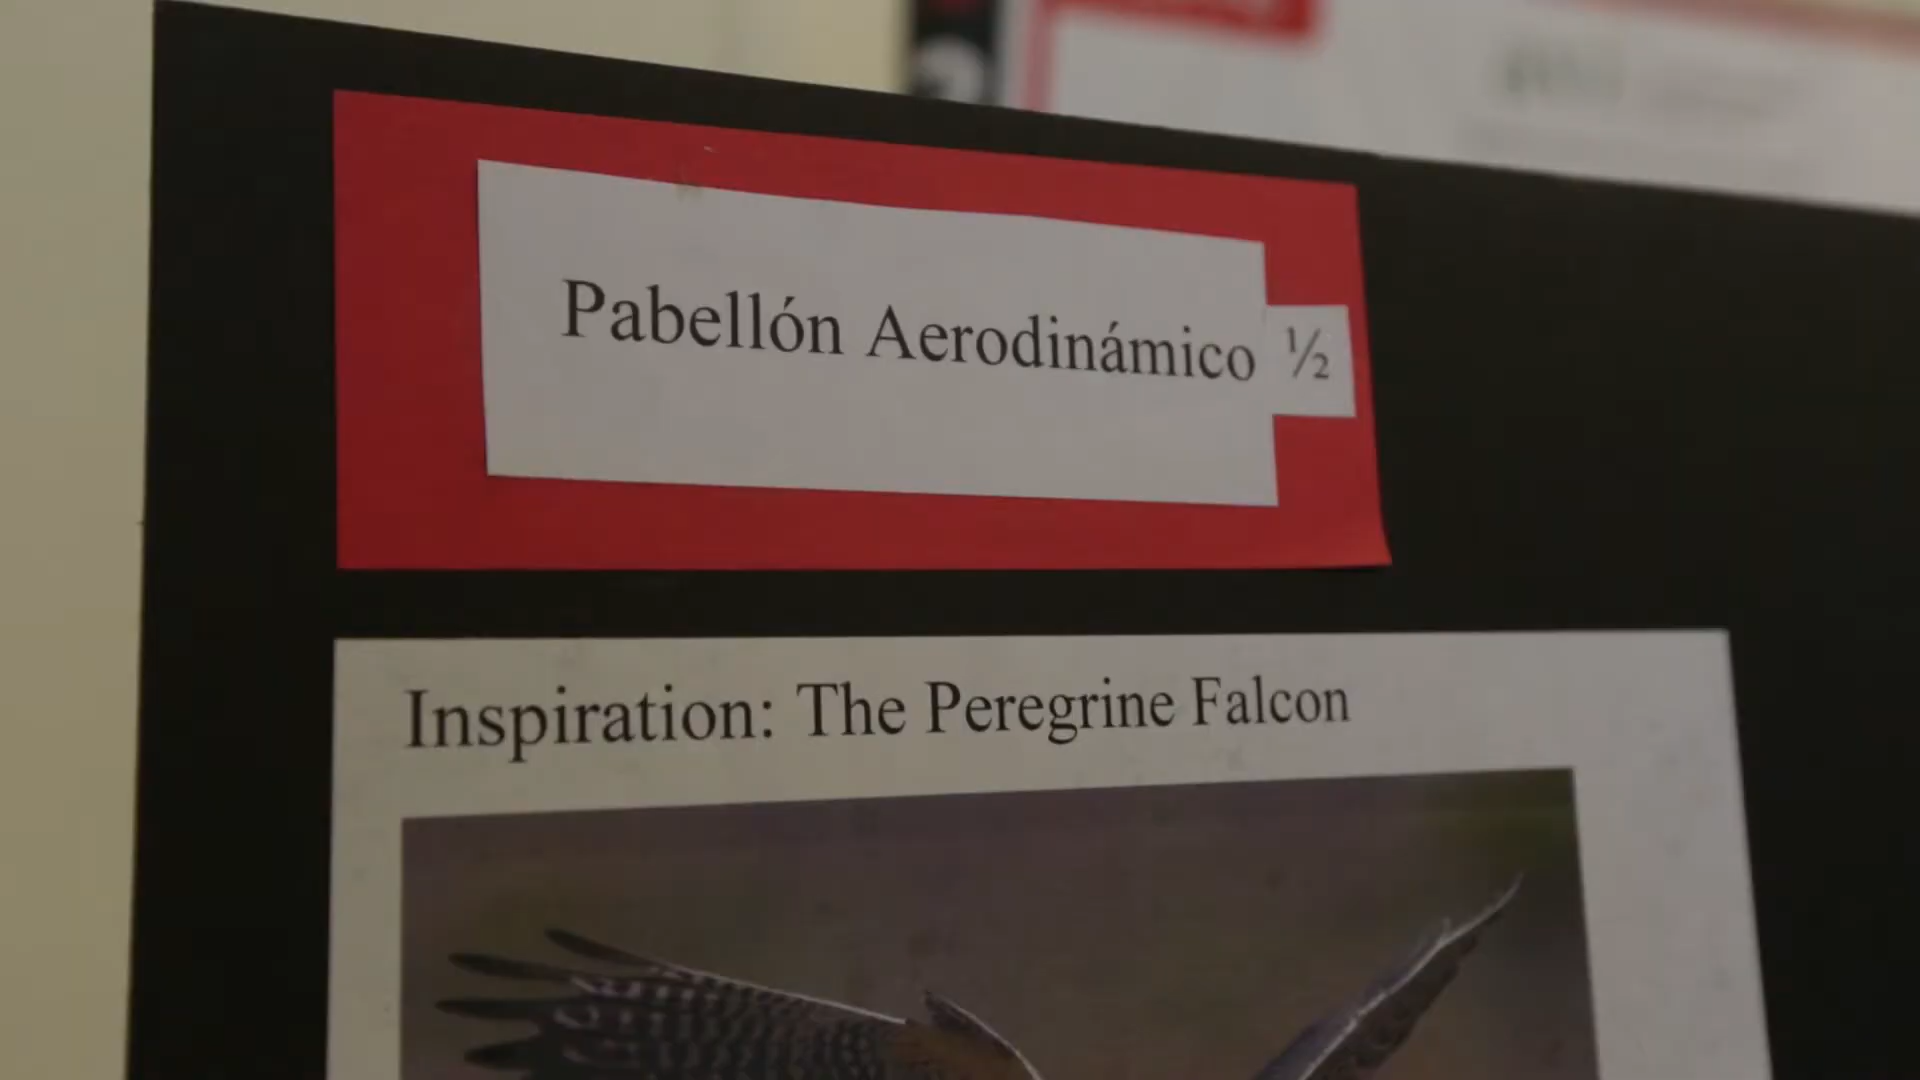 Pabellón Aerodinámico ½
Inspiration: The Peregrine Falcon